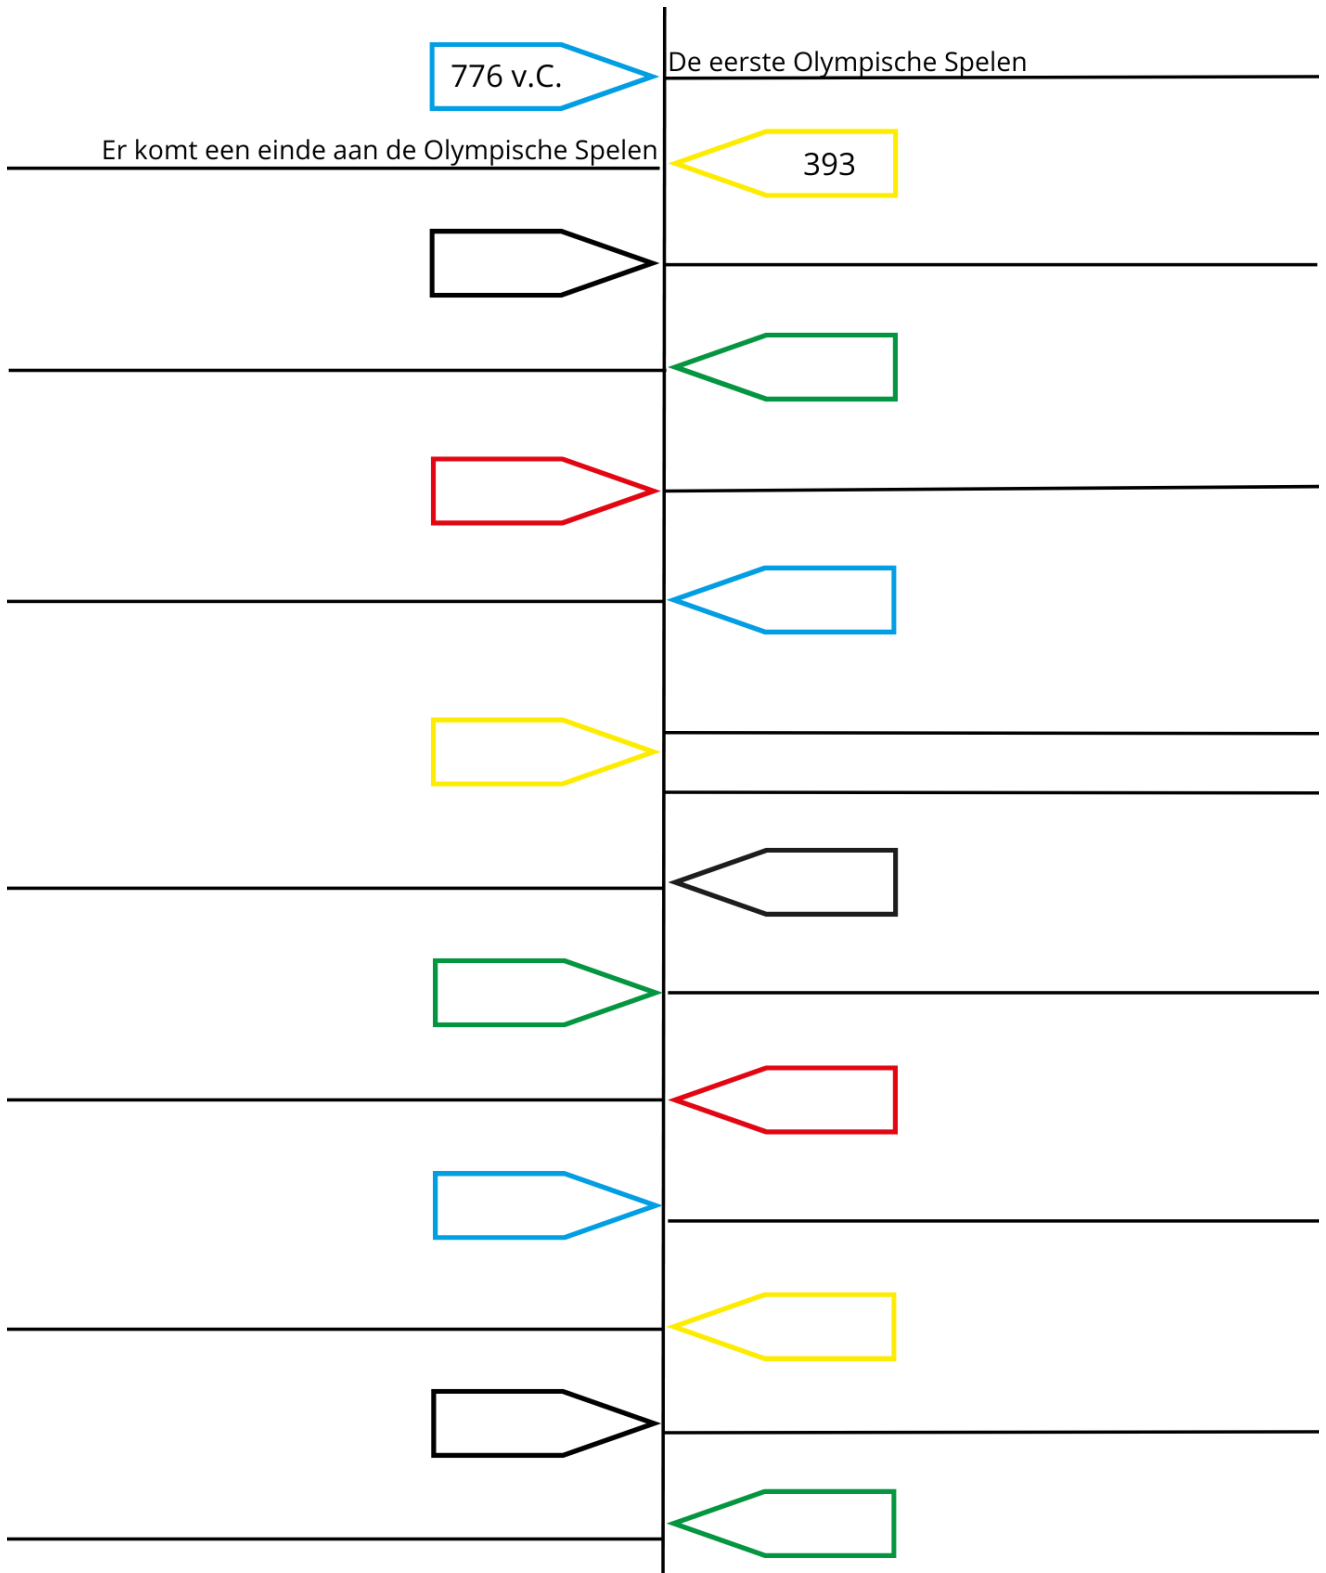 776 v.C.
De eerste Olympische Spelen
Er komt een einde aan de Olympische Spelen
393